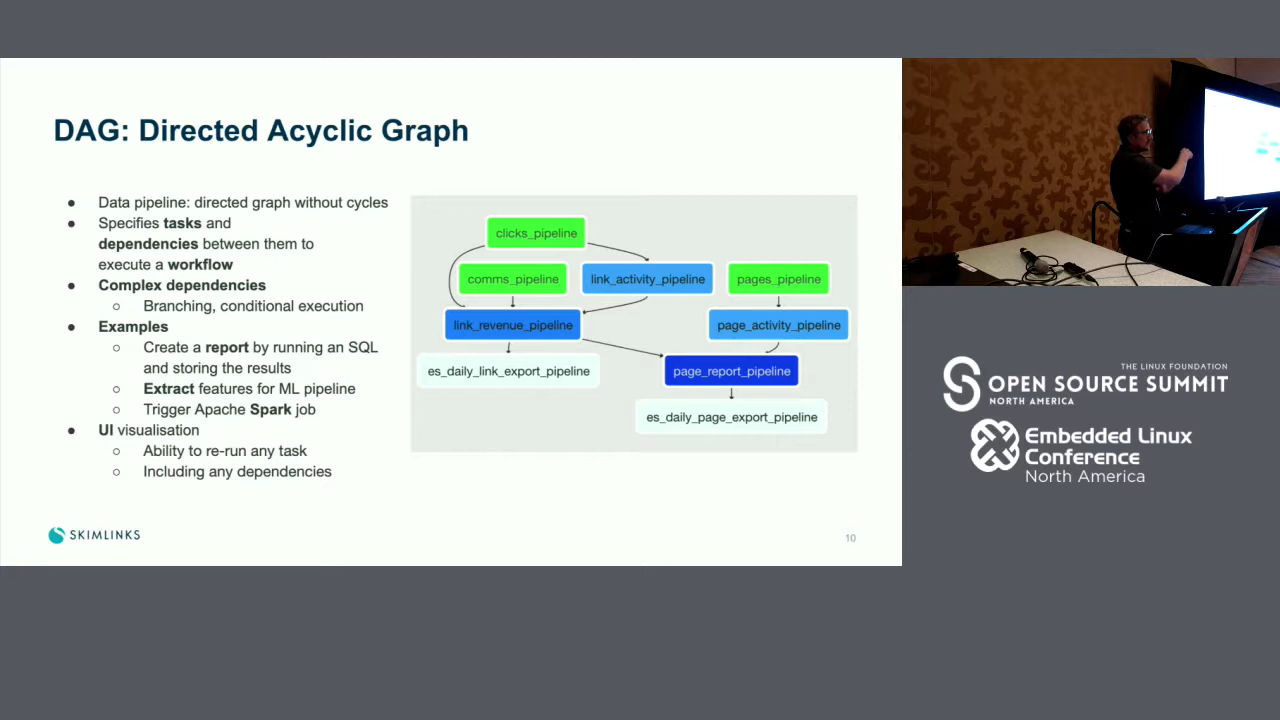 DAG: Directed Acyclic Graph
● Data pipeline: directed graph without cycles
● Specifies tasks and
dependencies between them to
execute a workflow
● Complex dependencies
○ Branching, conditional execution
● Examples
○ Create a report by running an SQL
and storing the results
○ Extract features for ML pipeline
○ Trigger Apache Spark job
● UI visualisation
○ Ability to re-run any task
○ Including any dependencies
clicks_pipeline
comms_pipeline
link_activity_pipeline
pages_pipeline
link_revenue_pipeline
page_activity_pipeline
es_daily_link_export_pipeline
page_report_pipeline
es_daily_page_export_pipeline
SKIMLINKS
10
THE LINUX FOUNDATION
OPEN SOURCE SUMMIT
NORTH AMERICA
Embedded Linux
Conference
North America